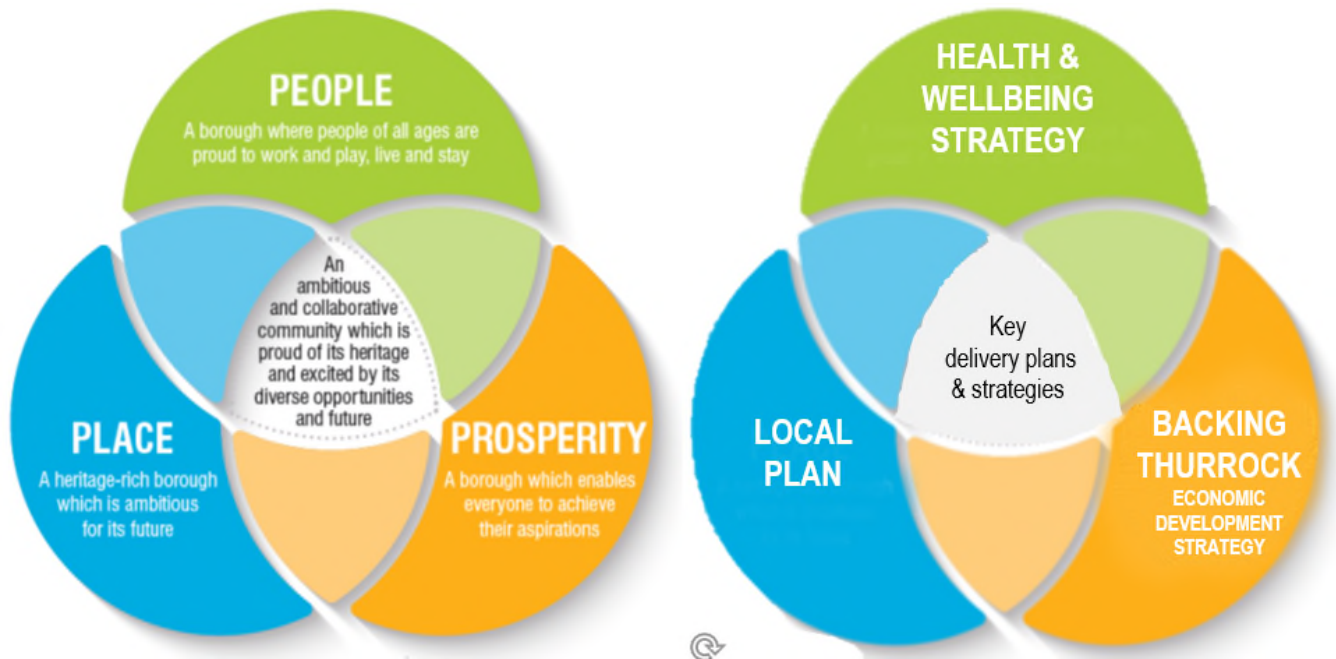 PEOPLE
A borough where people of all ages are
proud to work and play, live and stay
An
ambitious
and collaborative
community which is
proud of its heritage
and excited by its
diverse opportunities
and future
PLACE
A heritage-rich borough
which is ambitious
for its future
PROSPERITY
A borough which enables
everyone to achieve
their aspirations
HEALTH &
WELLBEING
STRATEGY
Key
delivery plans
& strategies
LOCAL
PLAN
BACKING
THURROCK
ECONOMIC
DEVELOPMENT
STRATEGY